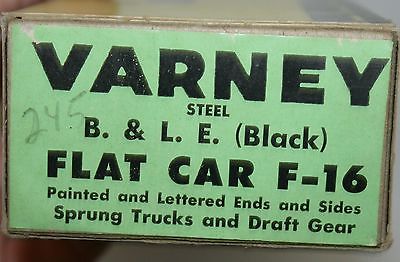 VARNEY
STEEL
245
B. & L. E. (Black)
FLAT CAR F-16
Painted and Lettered Ends and Sides
Sprung Trucks and Draft Gear